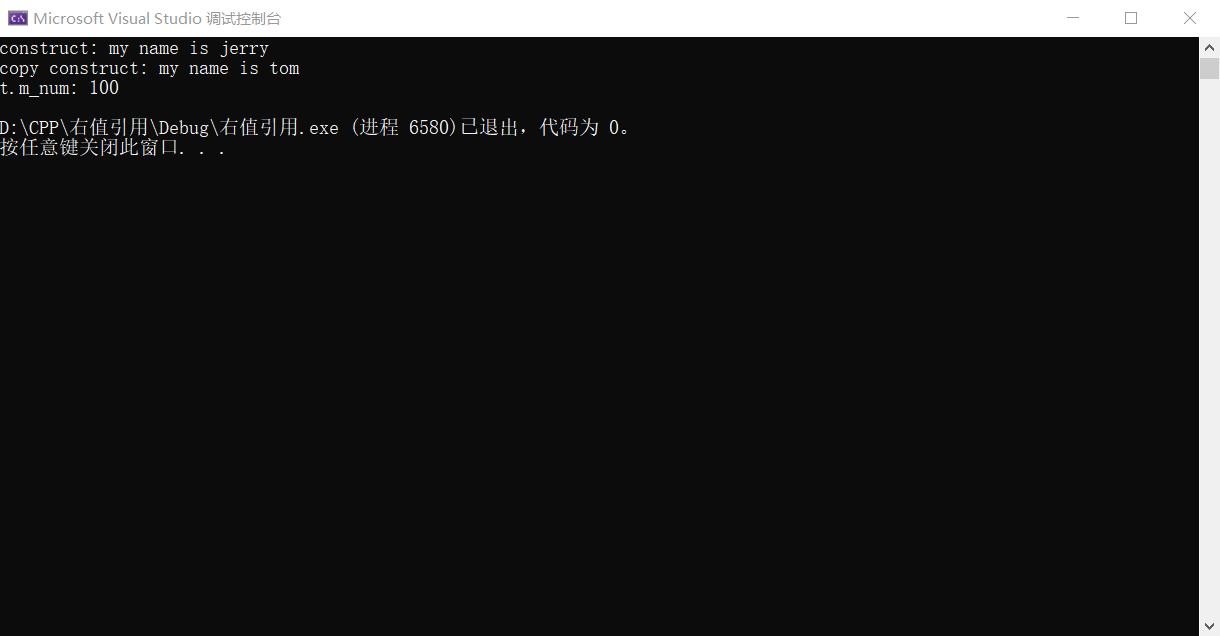 Microsoft Visual Studio 调试控制台
construct: my name is jerry
copy construct: my name is tom
t.m_num: 100
D:\CPP\右值引用\Debug\右值引用.exe (进程 6580)已退出，代码为 0。
按任意键关闭此窗口. . .